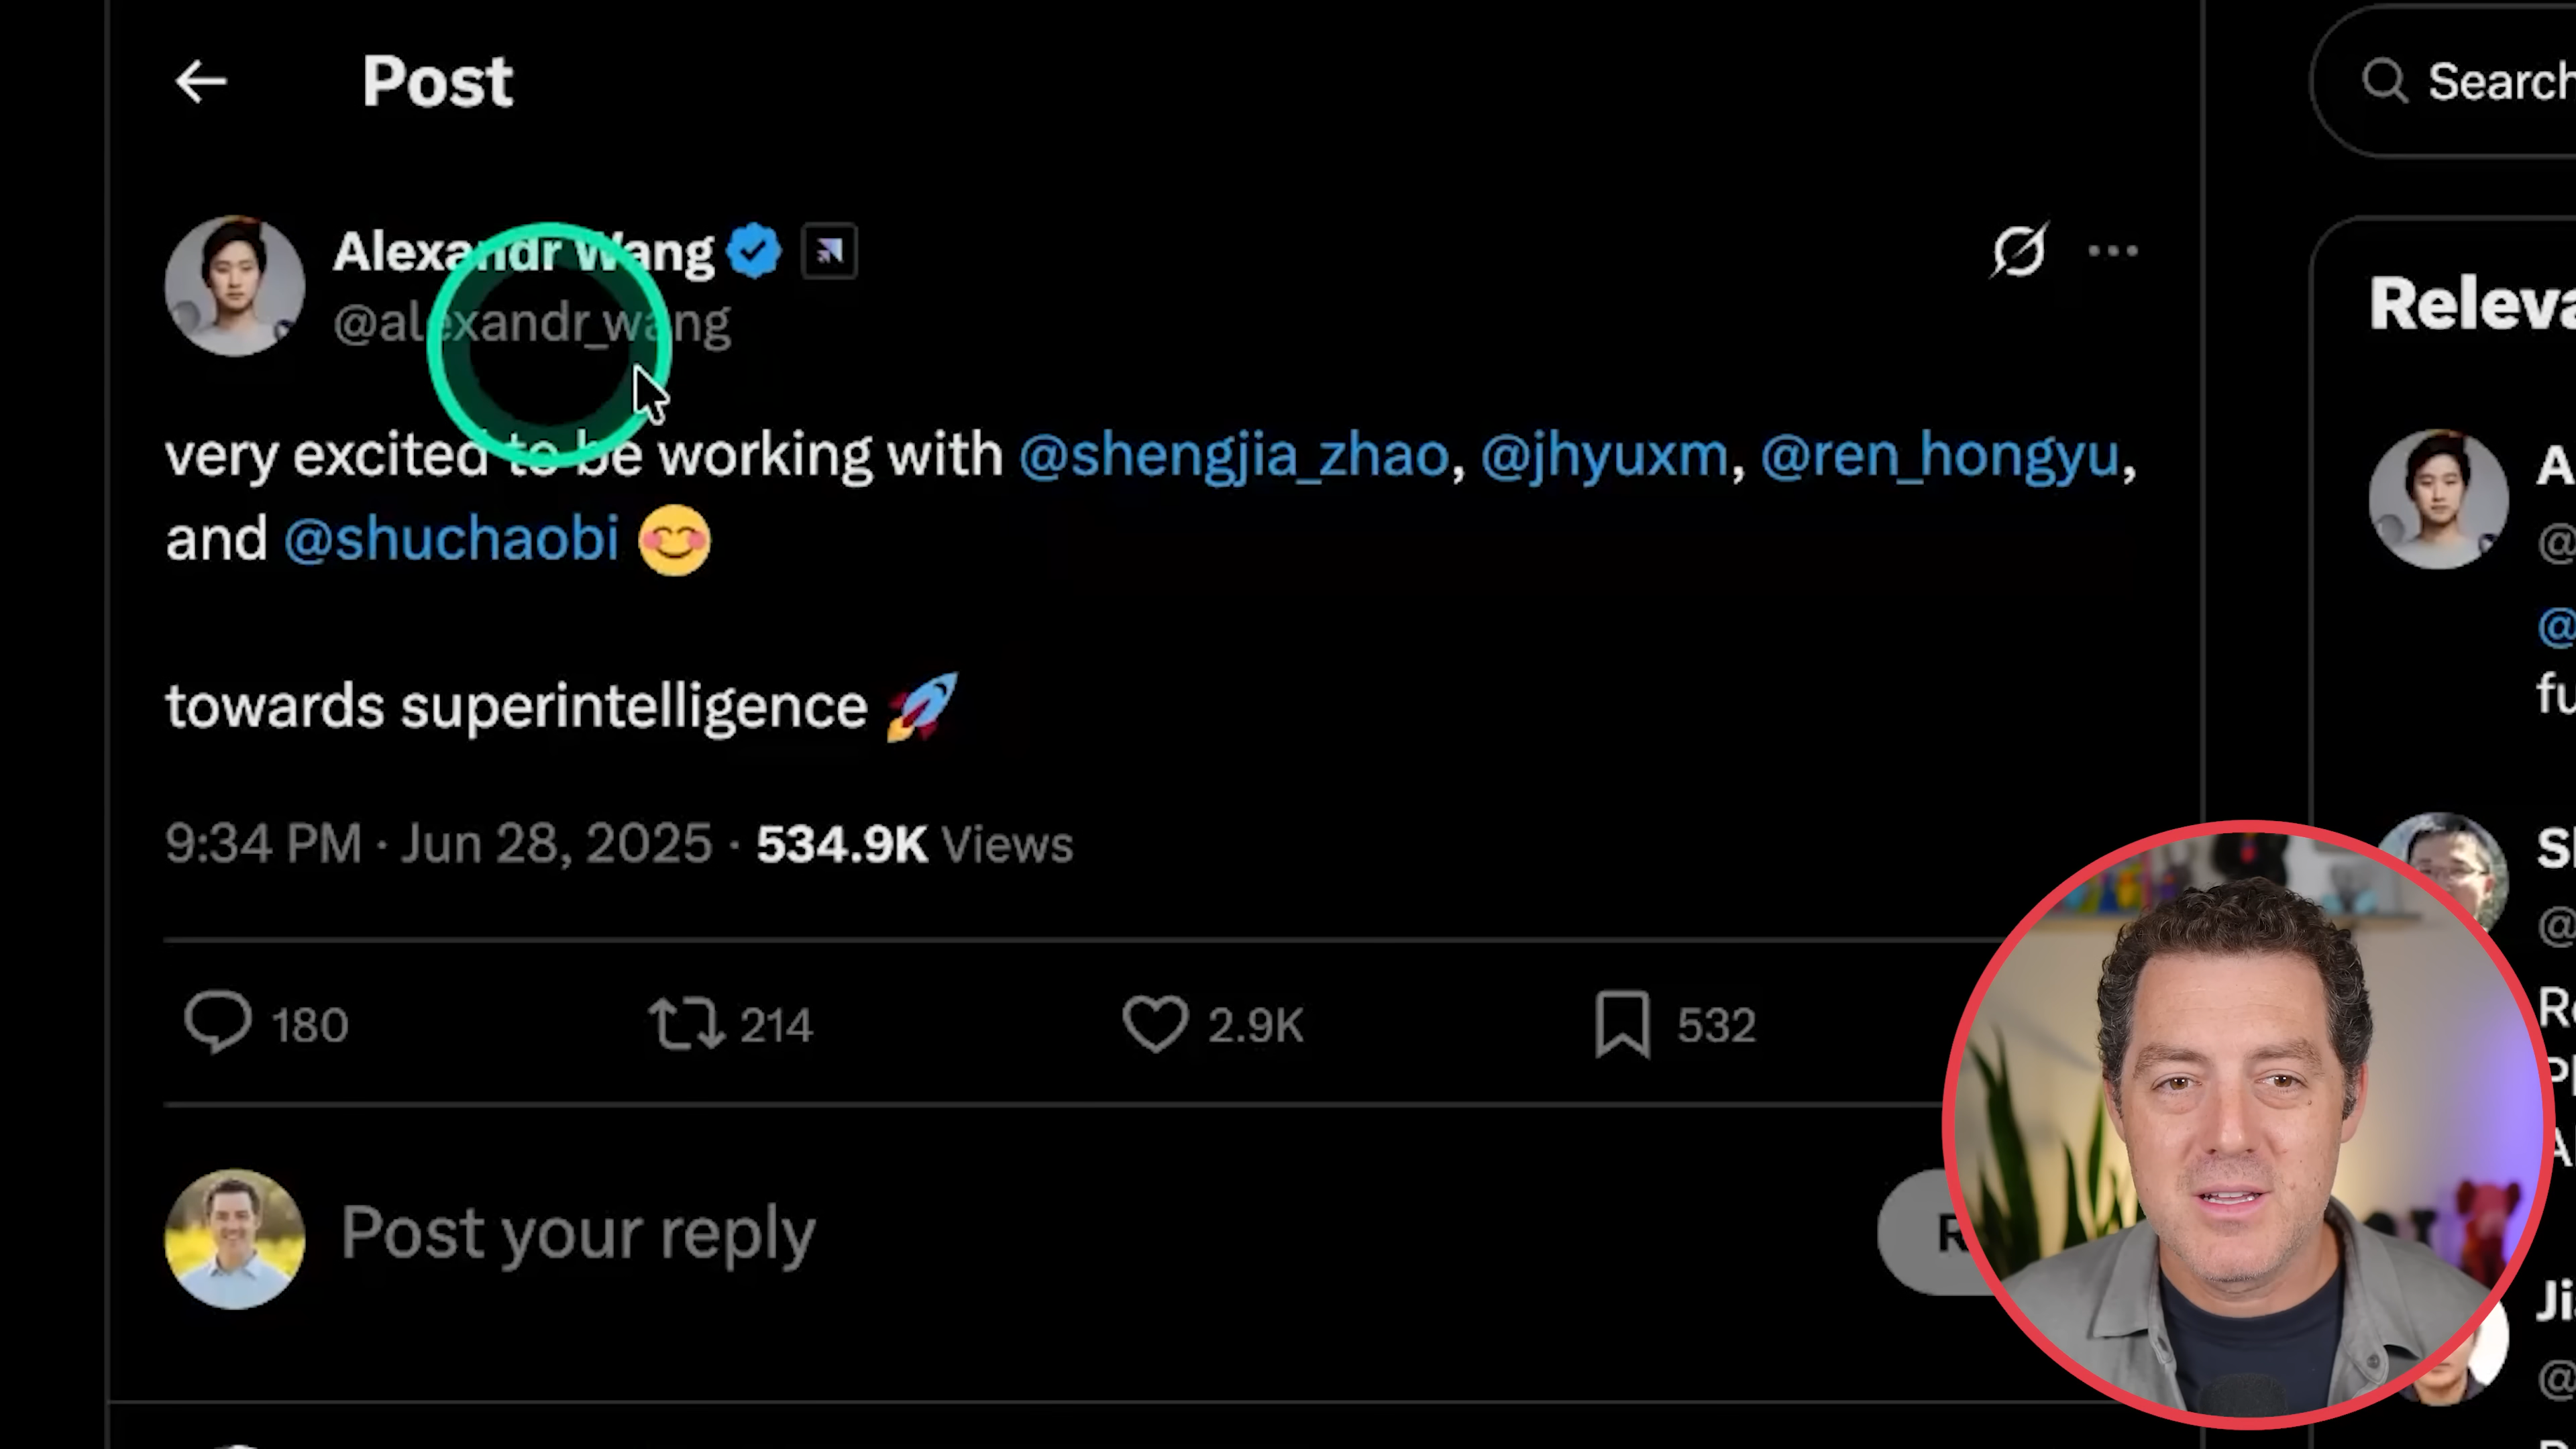 Post
Search
Alexandr Wang
@alexandr_wang
very excited to be working with @shengjia_zhao, @jhyuxm, @ren_hongyu,
and @shuchaobi 😊
towards superintelligence 🚀
9:34 PM · Jun 28, 2025 · 534.9K Views
180
214
2.9K
532
Post your reply